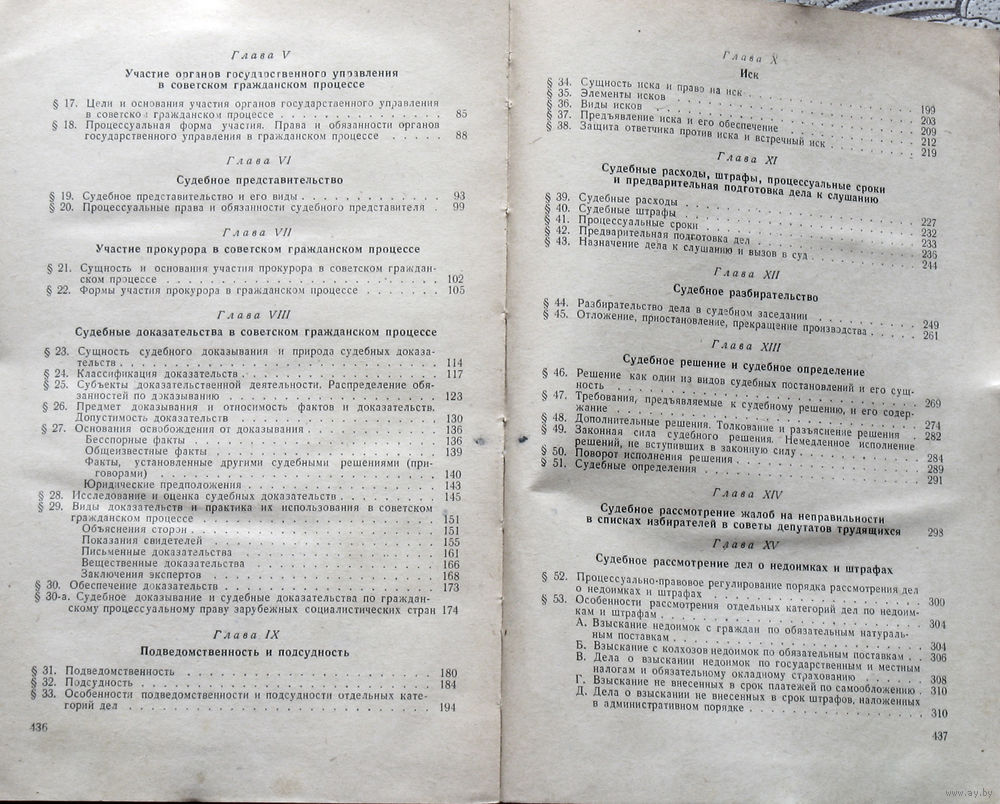 Глава V
Участие органов государственного управления
в советском гражданском процессе
§ 17. Цели и основания участия органов государственного управления
в советском гражданском процессе . . . 85
§ 18. Процессуальная форма участия. Права и обязанности органов
государственного управления в гражданском процессе . . . 88
Глава VI
Судебное представительство
§ 19. Судебное представительство и его виды . . . 93
§ 20. Процессуальные права и обязанности судебного представителя . 99
Глава VII
Участие прокурора в советском гражданском процессе
§ 21. Сущность и основания участия прокурора в советском граждан-
ском процессе . . . 102
§ 22. Формы участия прокурора в гражданском процессе . . . 105
Глава VIII
Судебные доказательства в советском гражданском процессе
§ 23. Сущность судебного доказывания и природа судебных доказа-
тельств . . . 114
§ 24. Классификация доказательств . . . 117
§ 25. Субъекты доказательственной деятельности. Распределение обя-
занностей по доказыванию . . . 123
§ 26. Предмет доказывания и относимость фактов и доказательств.
Допустимость доказательств . . . 130
§ 27. Основания освобождения от доказывания . . . 136
Бесспорные факты . . . 136
Общеизвестные факты . . . 139
Факты, установленные другими судебными решениями (при-
говорами) . . . 140
Юридические предположения . . . 143
§ 28. Исследование и оценка судебных доказательств . . . 145
§ 29. Виды доказательств и практика их использования в советском
гражданском процессе . . . 151
Объяснения сторон . . . 151
Показания свидетелей . . . 155
Письменные доказательства . . . 161
Вещественные доказательства . . . 166
Заключения экспертов . . . 168
§ 30. Обеспечение доказательств . . . 173
§ 30-а. Судебное доказывание и судебные доказательства по граждан-
скому процессуальному праву зарубежных социалистических стран 174
Глава IX
Подведомственность и подсудность
§ 31. Подведомственность . . . 180
§ 32. Подсудность . . . 184
§ 33. Особенности подведомственности и подсудности отдельных кате-
горий дел . . . 194
436
Глава X
Иск
§ 34. Сущность иска и право на иск . . . 199
§ 35. Элементы исков . . . 203
§ 36. Виды исков . . . 209
§ 37. Предъявление иска и его обеспечение . . . 212
§ 38. Защита ответчика против иска и встречный иск . . . 219
Глава XI
Судебные расходы, штрафы, процессуальные сроки
и предварительная подготовка дела к слушанию
§ 39. Судебные расходы . . . 227
§ 40. Судебные штрафы . . . 232
§ 41. Процессуальные сроки . . . 233
§ 42. Предварительная подготовка дел . . . 236
§ 43. Назначение дела к слушанию и вызов в суд . . . 244
Глава XII
Судебное разбирательство
§ 44. Разбирательство дела в судебном заседании . . . 249
§ 45. Отложение, приостановление, прекращение производства . . . 261
Глава XIII
Судебное решение и судебное определение
§ 46. Решение как один из видов судебных постановлений и его сущ-
ность . . . 269
§ 47. Требования, предъявляемые к судебному решению, и его содер-
жание . . . 274
§ 48. Дополнительные решения. Толкование и разъяснение решения . 282
§ 49. Законная сила судебного решения. Немедленное исполнение
решений, не вступивших в законную силу . . . 284
§ 50. Поворот исполнения решения . . . 289
§ 51. Судебные определения . . . 291
Глава XIV
Судебное рассмотрение жалоб на неправильности
в списках избирателей в советы депутатов трудящихся 298
Глава XV
Судебное рассмотрение дел о недоимках и штрафах
§ 52. Процессуально-правовое регулирование порядка рассмотрения дел
о недоимках и штрафах . . . 300
§ 53. Особенности рассмотрения отдельных категорий дел по недоим-
кам и штрафам . . . 304
А. Взыскание недоимок с граждан по обязательным натураль-
ным поставкам . . . 304
Б. Взыскание с колхозов недоимок по обязательным поставкам . . 306
В. Дела о взыскании недоимок по государственным и местным
налогам и обязательному окладному страхованию . . . 308
Г. Взыскание не внесенных в срок платежей по самообложению . 310
Д. Дела о взыскании не внесенных в срок штрафов, наложенных
в административном порядке . . . 310
437
www.ay.by